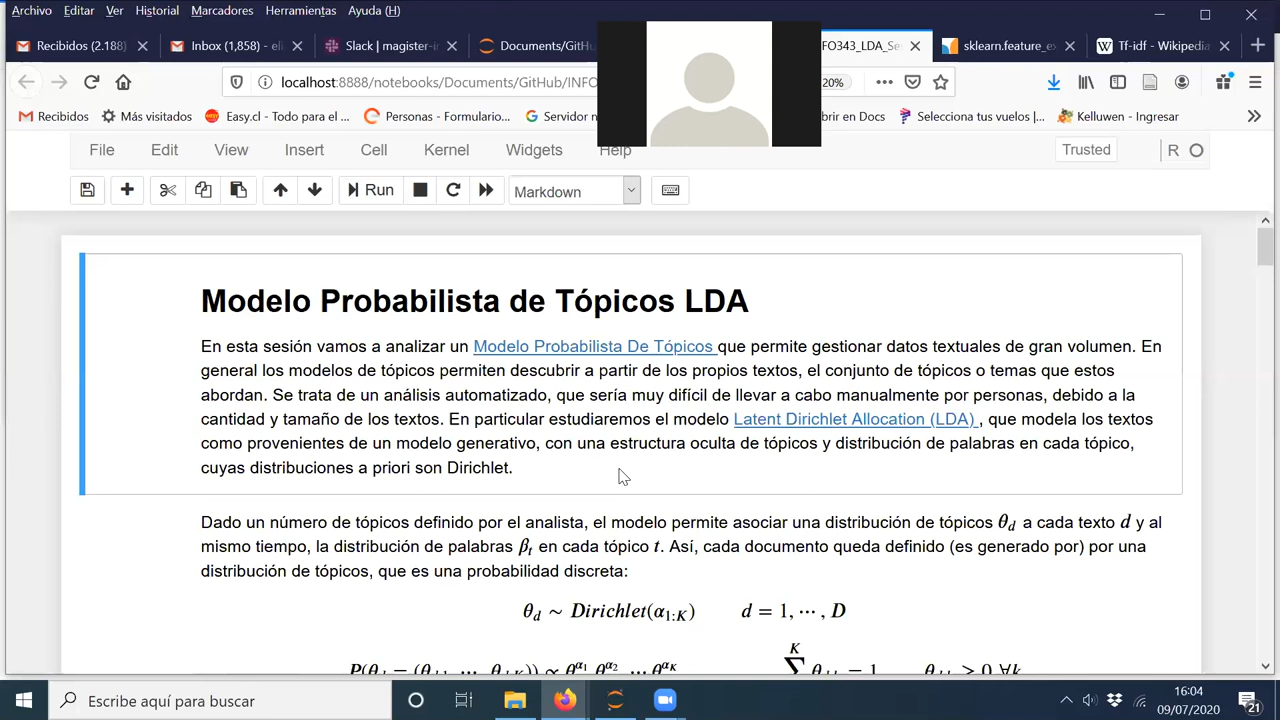 Archivo Editar Ver Historial Marcadores Herramientas Ayuda (H)
Recibidos (2.18 Inbox (1,858) - eli Slack | magister-i Documents/GitHu FO343_LDA_Se sklearn.feature_e Tf-idf - Wikipedia
localhost:8888/notebooks/Documents/GitHub/INFO 20%
Recibidos Más visitados Easy.cl - Todo para el ... Personas - Formulario... Servidor n brir en Docs Selecciona tus vuelos |... Kelluwen - Ingresar
File Edit View Insert Cell Kernel Widgets Help Trusted R
Run Markdown
Modelo Probabilista de Tópicos LDA
En esta sesión vamos a analizar un Modelo Probabilista De Tópicos que permite gestionar datos textuales de gran volumen. En
general los modelos de tópicos permiten descubrir a partir de los propios textos, el conjunto de tópicos o temas que estos
abordan. Se trata de un análisis automatizado, que sería muy difícil de llevar a cabo manualmente por personas, debido a la
cantidad y tamaño de los textos. En particular estudiaremos el modelo Latent Dirichlet Allocation (LDA) , que modela los textos
como provenientes de un modelo generativo, con una estructura oculta de tópicos y distribución de palabras en cada tópico,
cuyas distribuciones a priori son Dirichlet.
Dado un número de tópicos definido por el analista, el modelo permite asociar una distribución de tópicos θd a cada texto d y al
mismo tiempo, la distribución de palabras βt en cada tópico t. Así, cada documento queda definido (es generado por) por una
distribución de tópicos, que es una probabilidad discreta:
θd ~ Dirichlet(α1:K) d = 1, ⋯ , D
K
Escribe aquí para buscar
16:04
09/07/2020
21